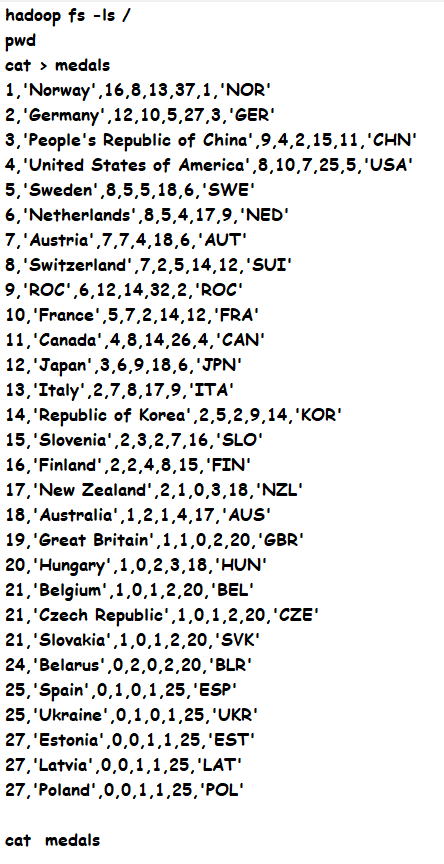 hadoop fs -ls /
pwd
cat > medals
1,'Norway',16,8,13,37,1,'NOR'
2,'Germany',12,10,5,27,3,'GER'
3,'People's Republic of China',9,4,2,15,11,'CHN'
4,'United States of America',8,10,7,25,5,'USA'
5,'Sweden',8,5,5,18,6,'SWE'
6,'Netherlands',8,5,4,17,9,'NED'
7,'Austria',7,7,4,18,6,'AUT'
8,'Switzerland',7,2,5,14,12,'SUI'
9,'ROC',6,12,14,32,2,'ROC'
10,'France',5,7,2,14,12,'FRA'
11,'Canada',4,8,14,26,4,'CAN'
12,'Japan',3,6,9,18,6,'JPN'
13,'Italy',2,7,8,17,9,'ITA'
14,'Republic of Korea',2,5,2,9,14,'KOR'
15,'Slovenia',2,3,2,7,16,'SLO'
16,'Finland',2,2,4,8,15,'FIN'
17,'New Zealand',2,1,0,3,18,'NZL'
18,'Australia',1,2,1,4,17,'AUS'
19,'Great Britain',1,1,0,2,20,'GBR'
20,'Hungary',1,0,2,3,18,'HUN'
21,'Belgium',1,0,1,2,20,'BEL'
21,'Czech Republic',1,0,1,2,20,'CZE'
21,'Slovakia',1,0,1,2,20,'SVK'
24,'Belarus',0,2,0,2,20,'BLR'
25,'Spain',0,1,0,1,25,'ESP'
25,'Ukraine',0,1,0,1,25,'UKR'
27,'Estonia',0,0,1,1,25,'EST'
27,'Latvia',0,0,1,1,25,'LAT'
27,'Poland',0,0,1,1,25,'POL'
cat  medals